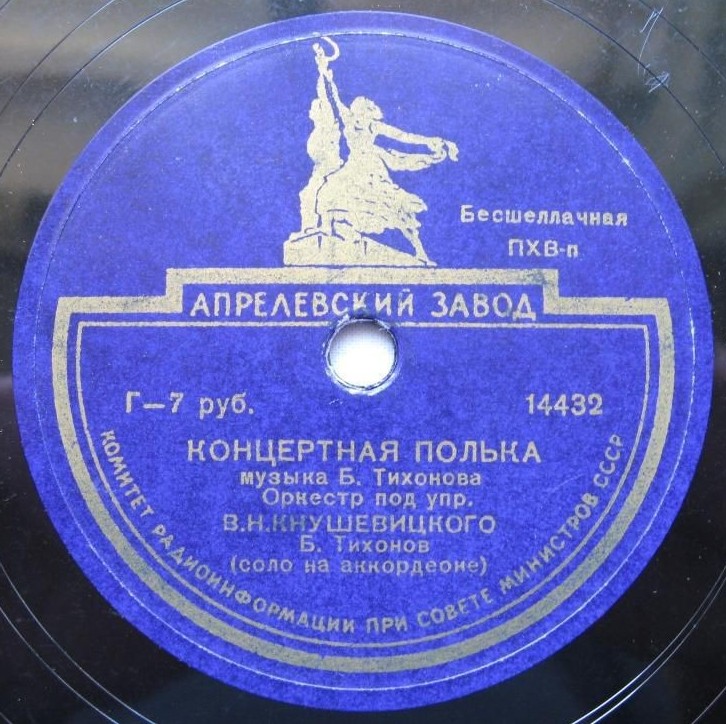 Бесшеллачная
ПХВ-п
АПРЕЛЕВСКИЙ ЗАВОД
Г—7 руб.
14432
КОНЦЕРТНАЯ ПОЛЬКА
музыка Б. Тихонова
Оркестр под упр.
В.Н.КНУШЕВИЦКОГО
Б. Тихонов
(соло на аккордеоне)
КОМИТЕТ РАДИОИНФОРМАЦИИ ПРИ СОВЕТЕ МИНИСТРОВ СССР